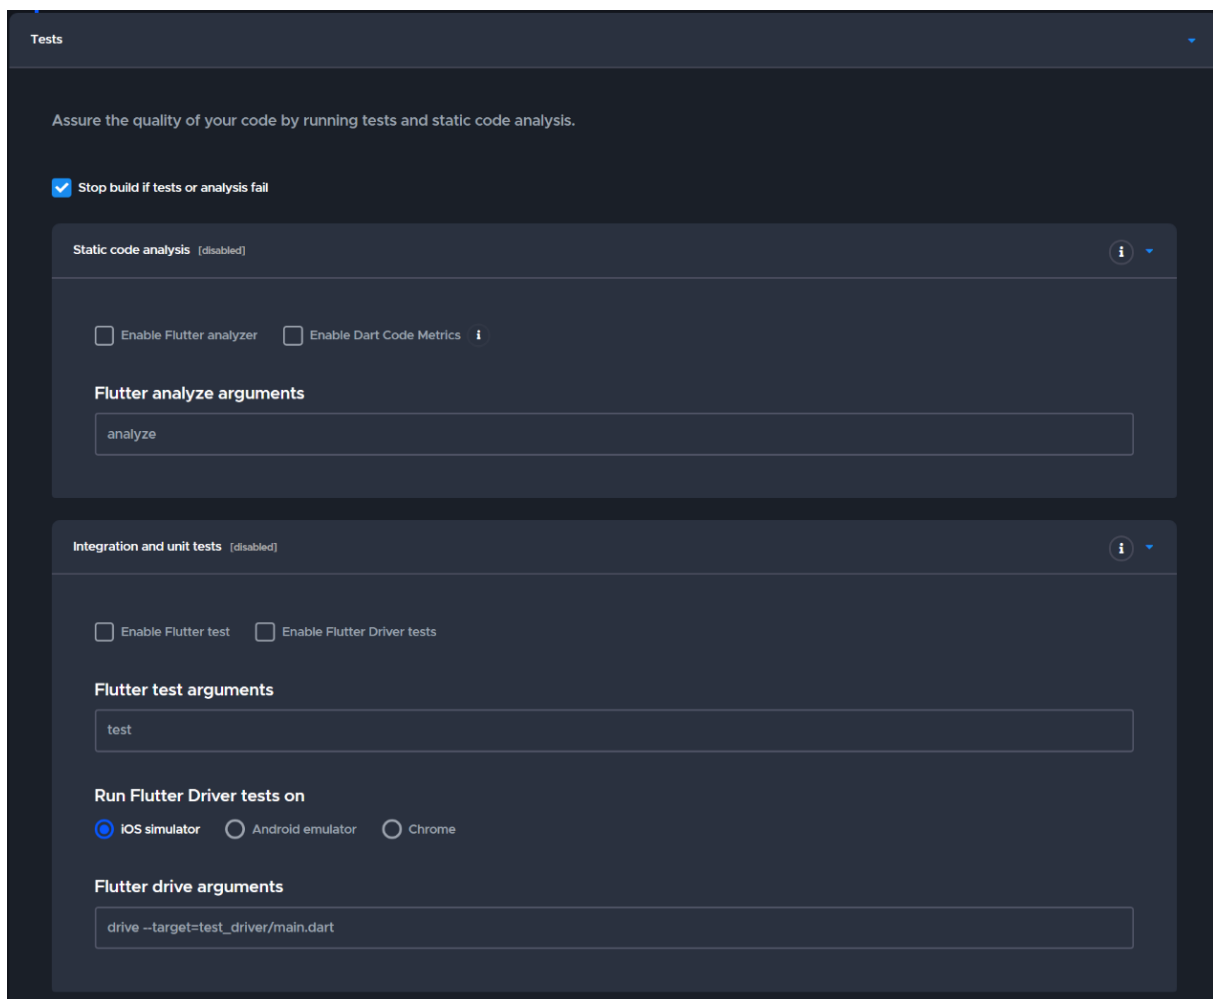 Tests
Assure the quality of your code by running tests and static code analysis.
Stop build if tests or analysis fail
Static code analysis [disabled]
Enable Flutter analyzer Enable Dart Code Metrics
Flutter analyze arguments
analyze
Integration and unit tests [disabled]
Enable Flutter test Enable Flutter Driver tests
Flutter test arguments
test
Run Flutter Driver tests on
iOS simulator Android emulator Chrome
Flutter drive arguments
drive --target=test_driver/main.dart